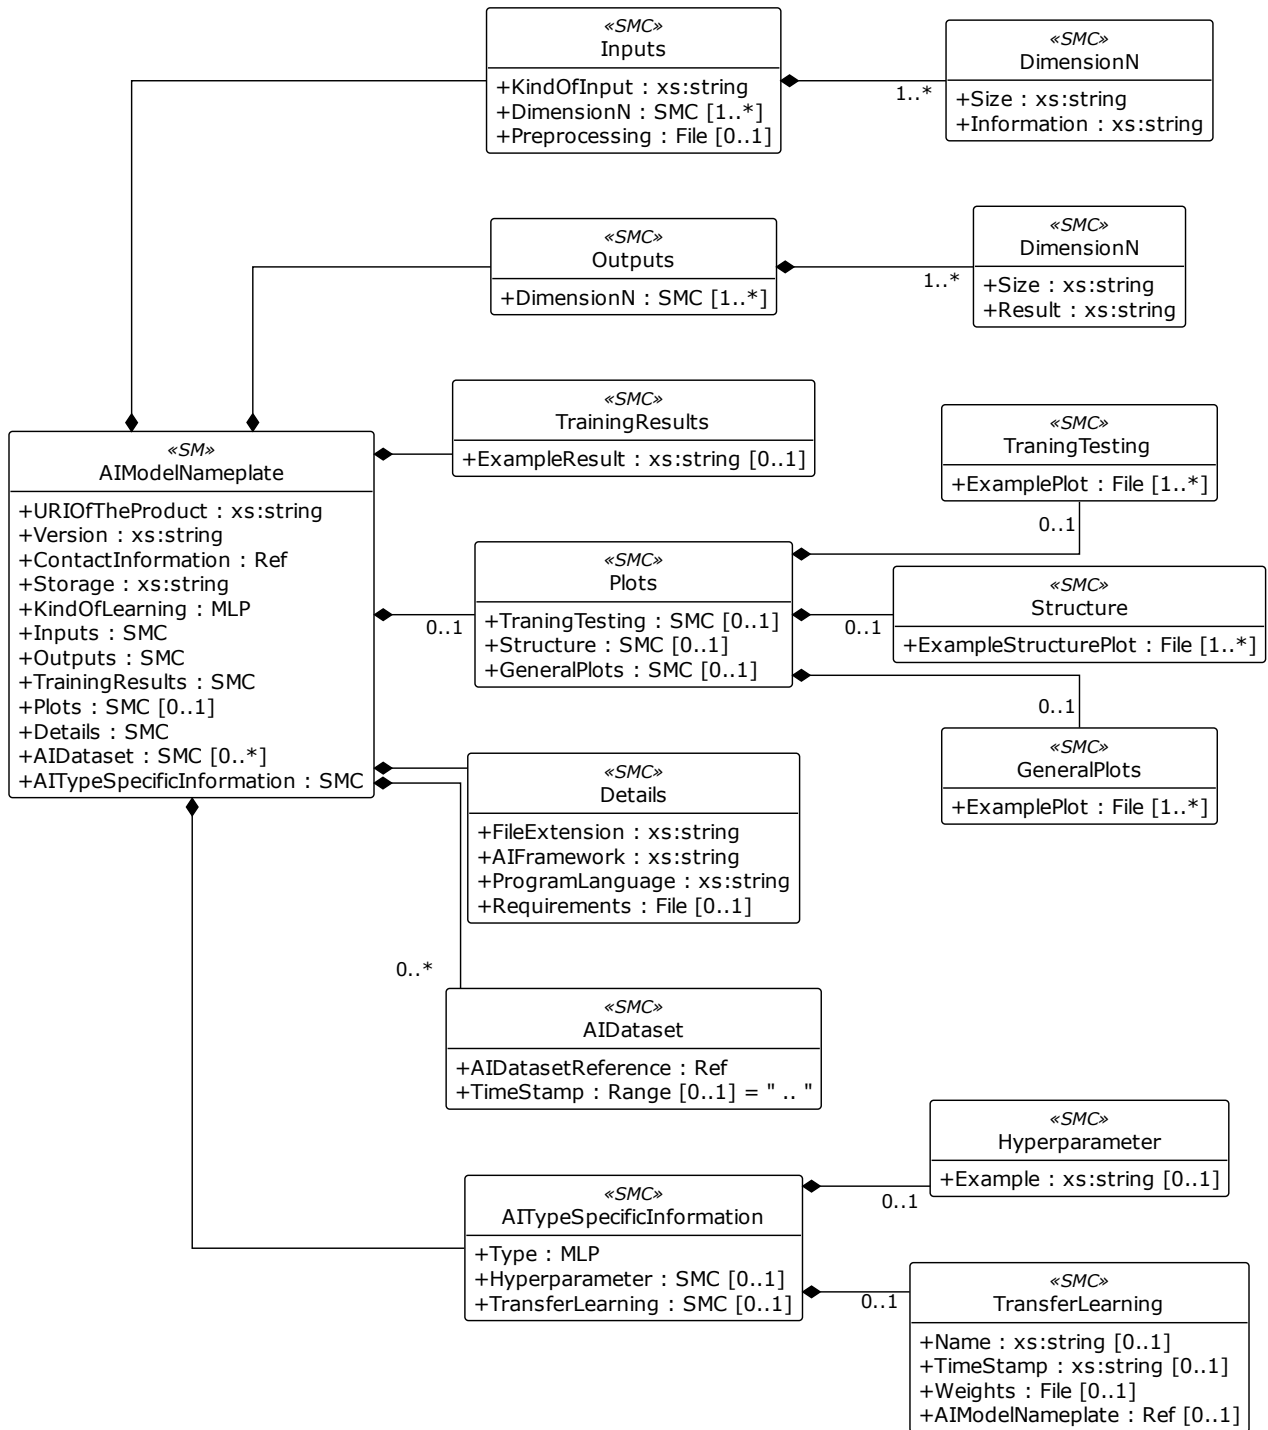 «SMC»
Inputs
+KindOfInput : xs:string
+DimensionN : SMC [1..*]
+Preprocessing : File [0..1]
1..*
«SMC»
DimensionN
+Size : xs:string
+Information : xs:string
«SMC»
Outputs
+DimensionN : SMC [1..*]
1..*
«SMC»
DimensionN
+Size : xs:string
+Result : xs:string
«SM»
AIModelNameplate
+URIOfTheProduct : xs:string
+Version : xs:string
+ContactInformation : Ref
+Storage : xs:string
+KindOfLearning : MLP
+Inputs : SMC
+Outputs : SMC
+TrainingResults : SMC
+Plots : SMC [0..1]
+Details : SMC
+AIDataset : SMC [0..*]
+AITypeSpecificInformation : SMC
«SMC»
TrainingResults
+ExampleResult : xs:string [0..1]
0..1
«SMC»
Plots
+TraningTesting : SMC [0..1]
+Structure : SMC [0..1]
+GeneralPlots : SMC [0..1]
«SMC»
TraningTesting
+ExamplePlot : File [1..*]
0..1
0..1
«SMC»
Structure
+ExampleStructurePlot : File [1..*]
0..1
«SMC»
GeneralPlots
+ExamplePlot : File [1..*]
«SMC»
Details
+FileExtension : xs:string
+AIFramework : xs:string
+ProgramLanguage : xs:string
+Requirements : File [0..1]
0..*
«SMC»
AIDataset
+AIDatasetReference : Ref
+TimeStamp : Range [0..1] = " .. "
«SMC»
AITypeSpecificInformation
+Type : MLP
+Hyperparameter : SMC [0..1]
+TransferLearning : SMC [0..1]
0..1
«SMC»
Hyperparameter
+Example : xs:string [0..1]
0..1
«SMC»
TransferLearning
+Name : xs:string [0..1]
+TimeStamp : xs:string [0..1]
+Weights : File [0..1]
+AIModelNameplate : Ref [0..1]